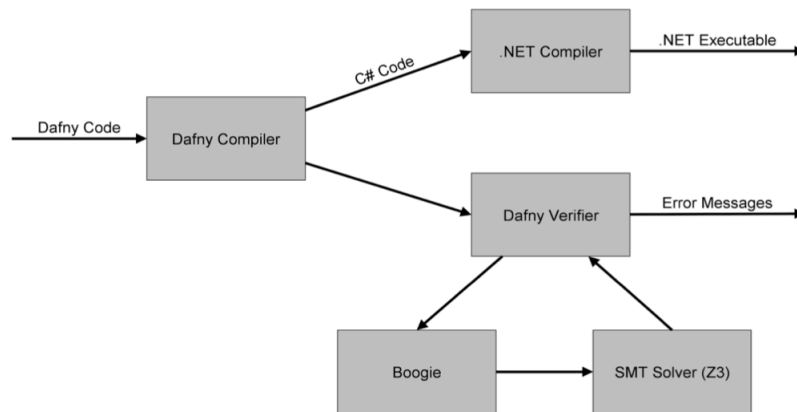 .NET Compiler
.NET Executable
C# Code
Dafny Code
Dafny Compiler
Dafny Verifier
Error Messages
Boogie
SMT Solver (Z3)